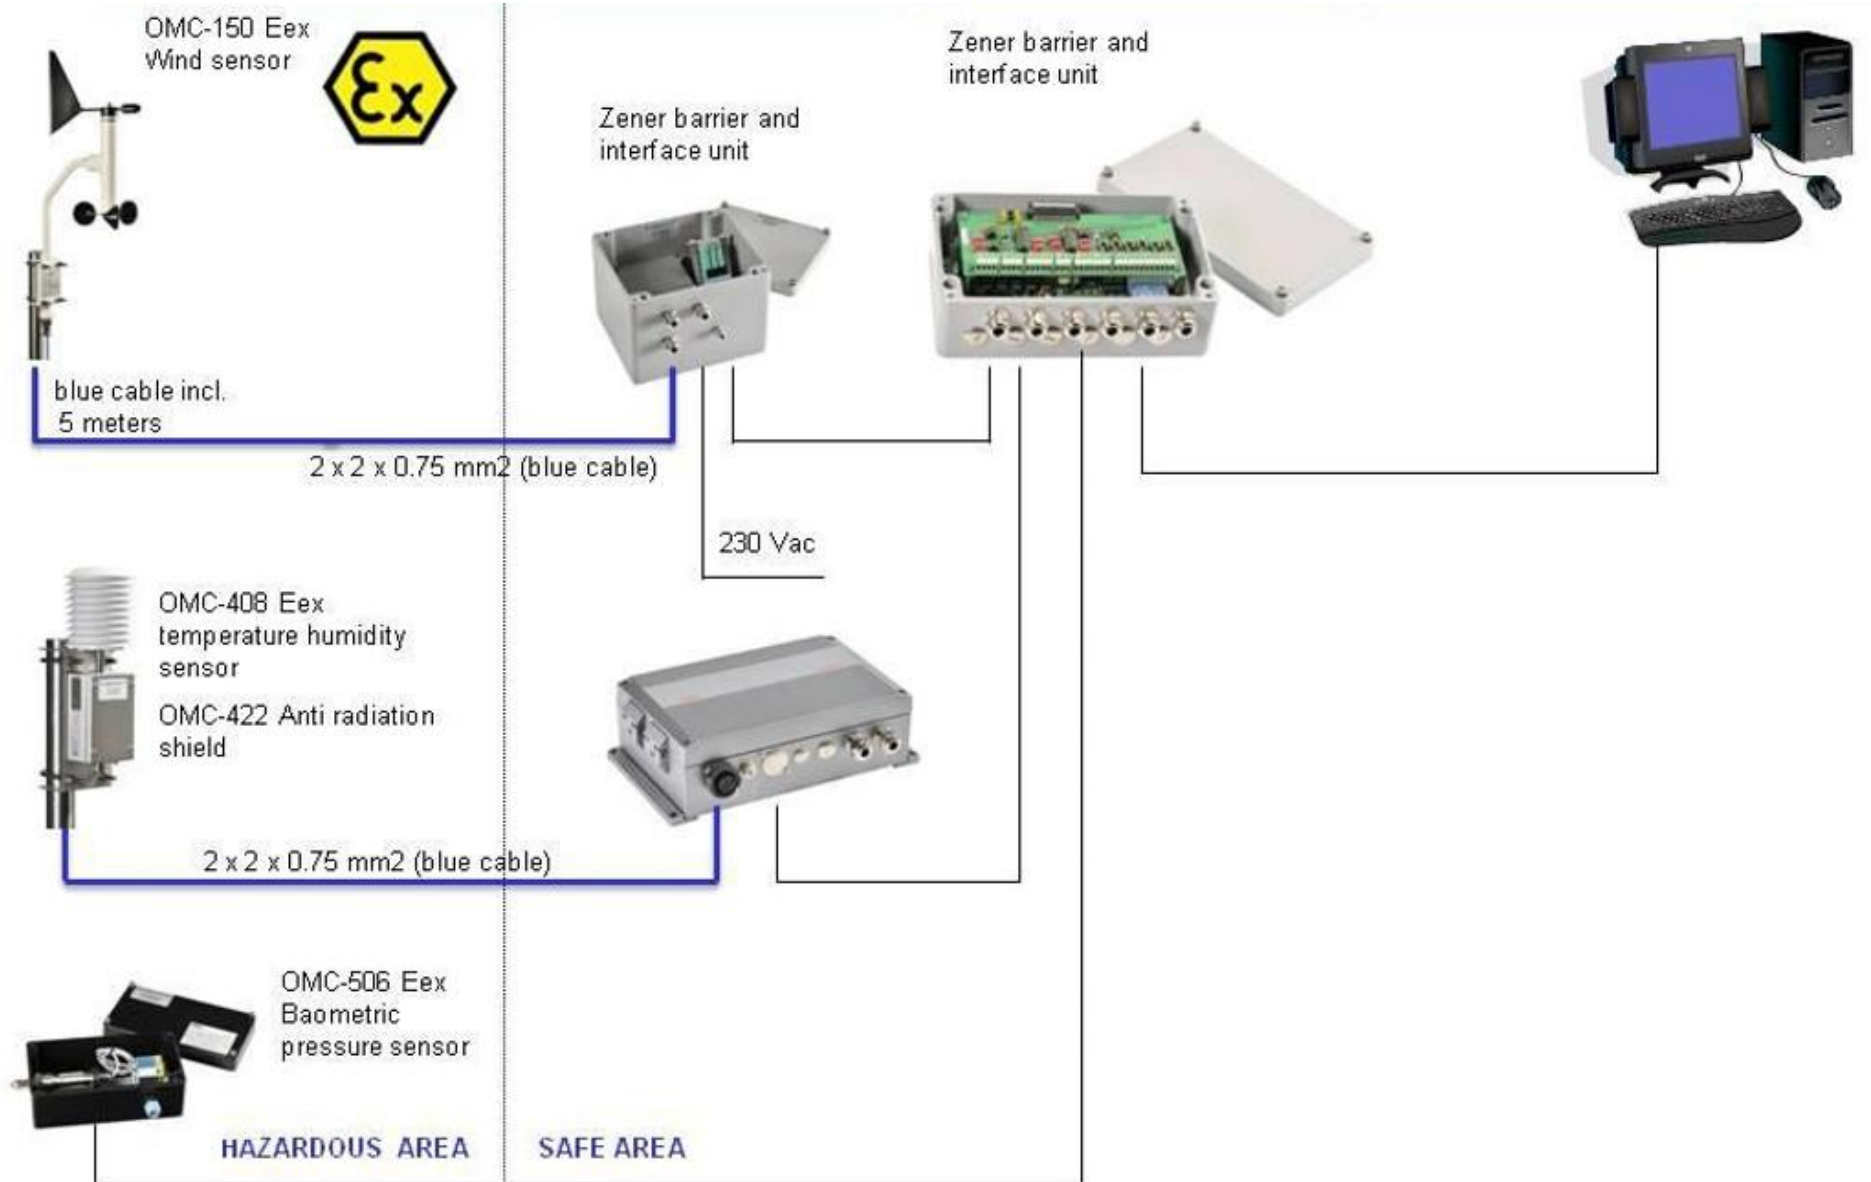 OMC-150 Eex
Wind sensor
Ex
Zener barrier and
interface unit
Zener barrier and
interface unit
blue cable incl.
5 meters
2 x 2 x 0.75 mm2 (blue cable)
230 Vac
OMC-408 Eex
temperature humidity
sensor
OMC-422 Anti radiation
shield
2 x 2 x 0.75 mm2 (blue cable)
OMC-506 Eex
Baometric
pressure sensor
HAZARDOUS AREA
SAFE AREA